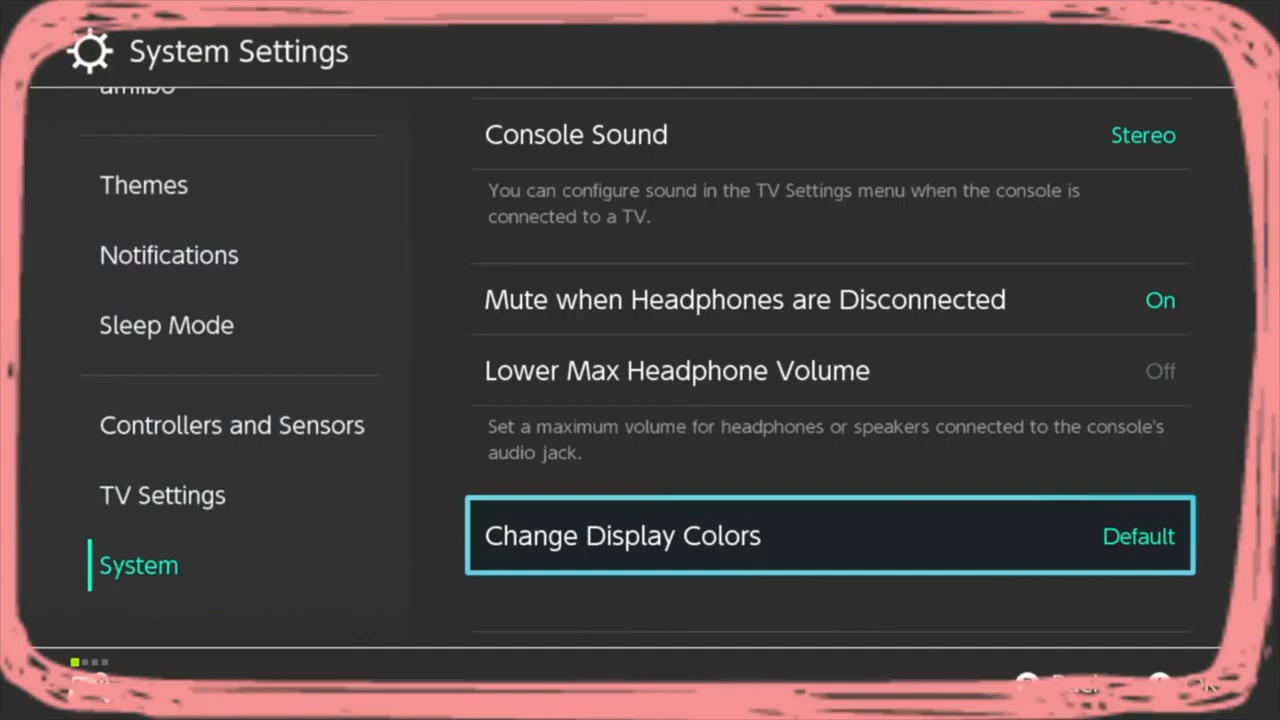 System Settings
amiibo
Themes
Notifications
Sleep Mode
Controllers and Sensors
TV Settings
System
Console Sound
Stereo
You can configure sound in the TV Settings menu when the console is
connected to a TV.
Mute when Headphones are Disconnected
On
Lower Max Headphone Volume
Off
Set a maximum volume for headphones or speakers connected to the console's
audio jack.
Change Display Colors
Default